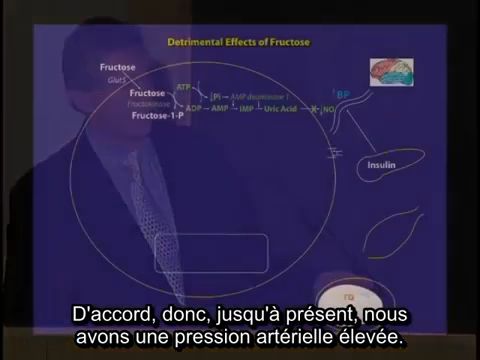 Detrimental Effects of Fructose
Fructose
Glut5
Fructose
ATP
Fructokinase
ADP
Fructose-1-P
Pi
AMP deaminase 1
AMP
IMP
Uric Acid
NO
BP
Insulin
D'accord, donc, jusqu'à présent, nous
avons une pression artérielle élevée.